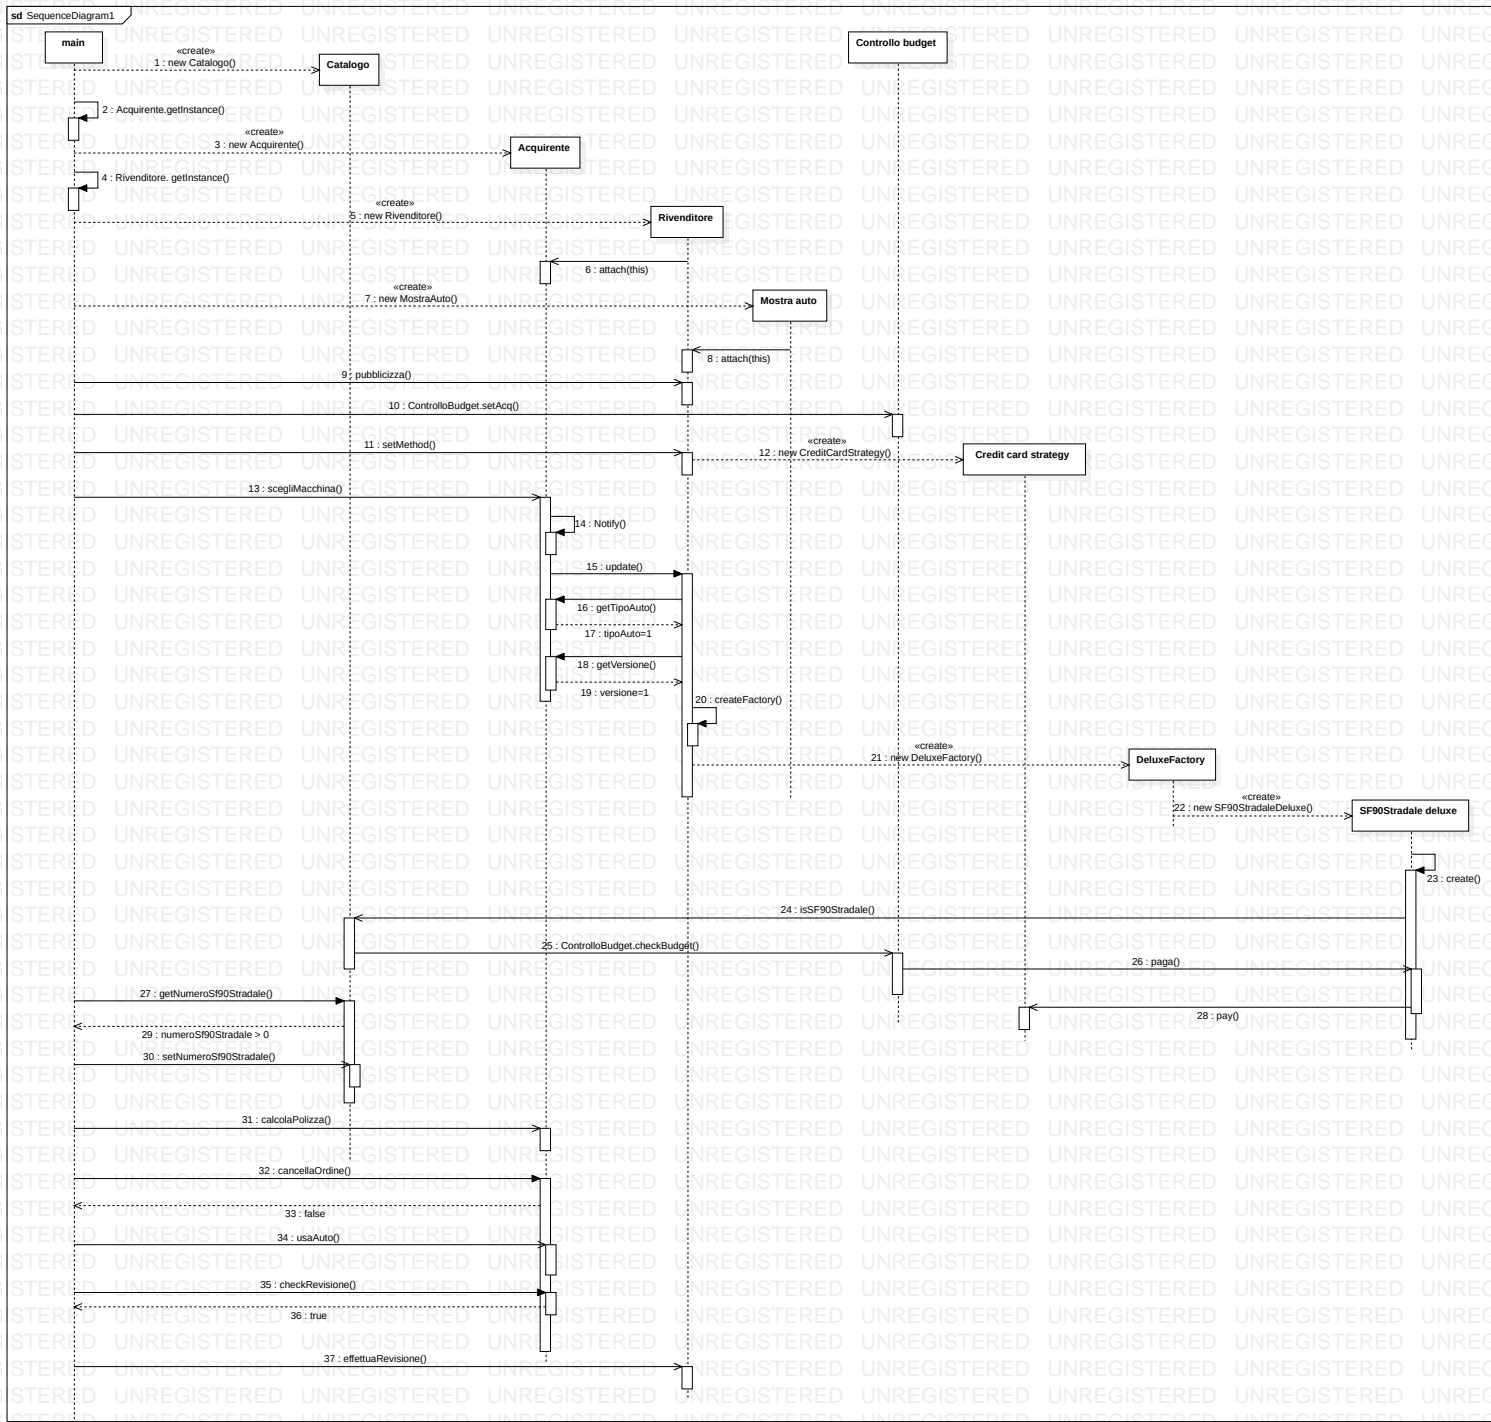 sd SequenceDiagram1
main
Controllo budget
«create»
1 : new Catalogo()
Catalogo
2 : Acquirente.getInstance()
«create»
3 : new Acquirente()
Acquirente
4 : Rivenditore. getInstance()
«create»
5 : new Rivenditore()
Rivenditore
6 : attach(this)
«create»
7 : new MostraAuto()
Mostra auto
8 : attach(this)
9 : pubblicizza()
10 : ControlloBudget.setAcq()
11 : setMethod()
«create»
12 : new CreditCardStrategy()
Credit card strategy
13 : scegliMacchina()
14 : Notify()
15 : update()
16 : getTipoAuto()
17 : tipoAuto=1
18 : getVersione()
19 : versione=1
20 : createFactory()
«create»
21 : new DeluxeFactory()
DeluxeFactory
«create»
22 : new SF90StradaleDeluxe()
SF90Stradale deluxe
23 : create()
24 : isSF90Stradale()
25 : ControlloBudget.checkBudget()
26 : paga()
27 : getNumeroSf90Stradale()
28 : pay()
29 : numeroSf90Stradale > 0
30 : setNumeroSf90Stradale()
31 : calcolaPolizza()
32 : cancellaOrdine()
33 : false
34 : usaAuto()
35 : checkRevisione()
36 : true
37 : effettuaRevisione()
UNREGISTERED